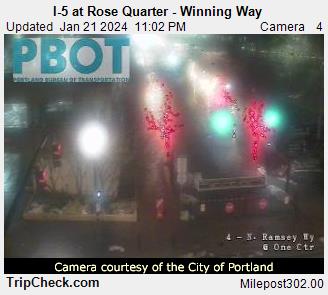 I-5 at Rose Quarter - Winning Way
Updated Jan 21 2024 11:02 PM Camera 4
PBOT
PORTLAND BUREAU OF TRANSPORTATION
4 - N. Ramsey Wy
@ One Ctr
Camera courtesy of the City of Portland
TripCheck.com Milepost302.00